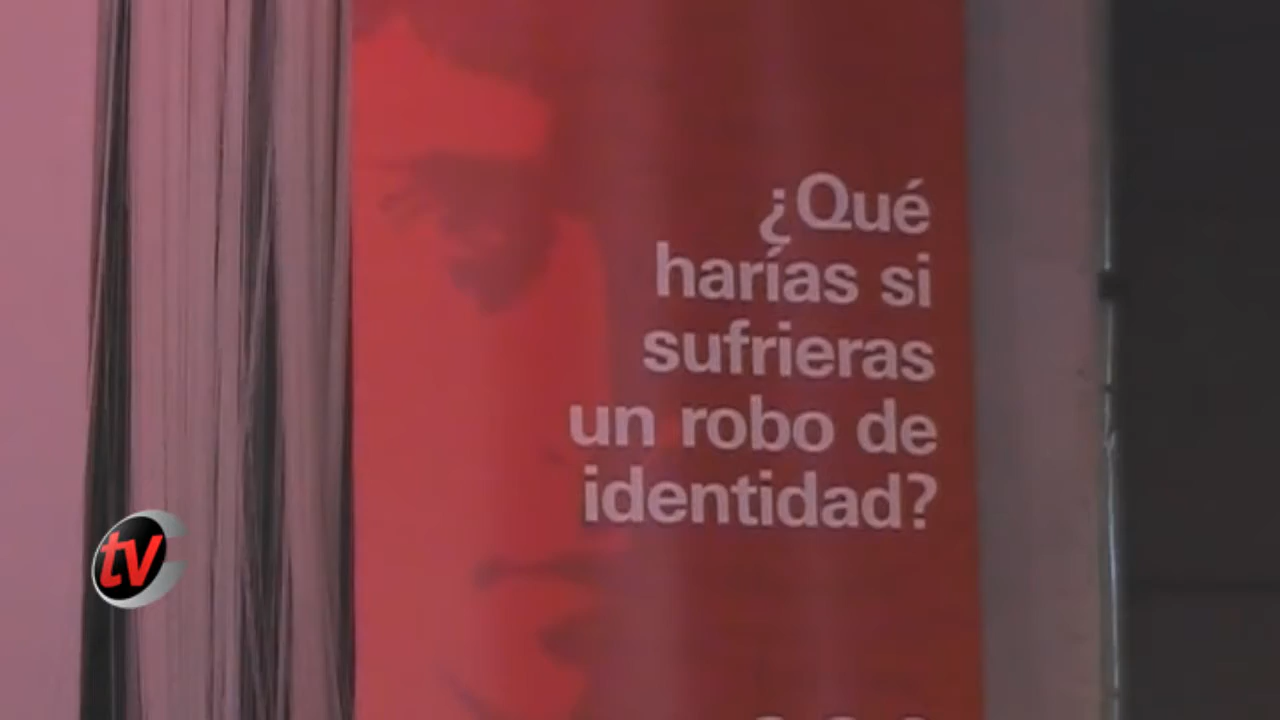 ¿Qué
harías si
sufrieras
un robo de
identidad?
tv